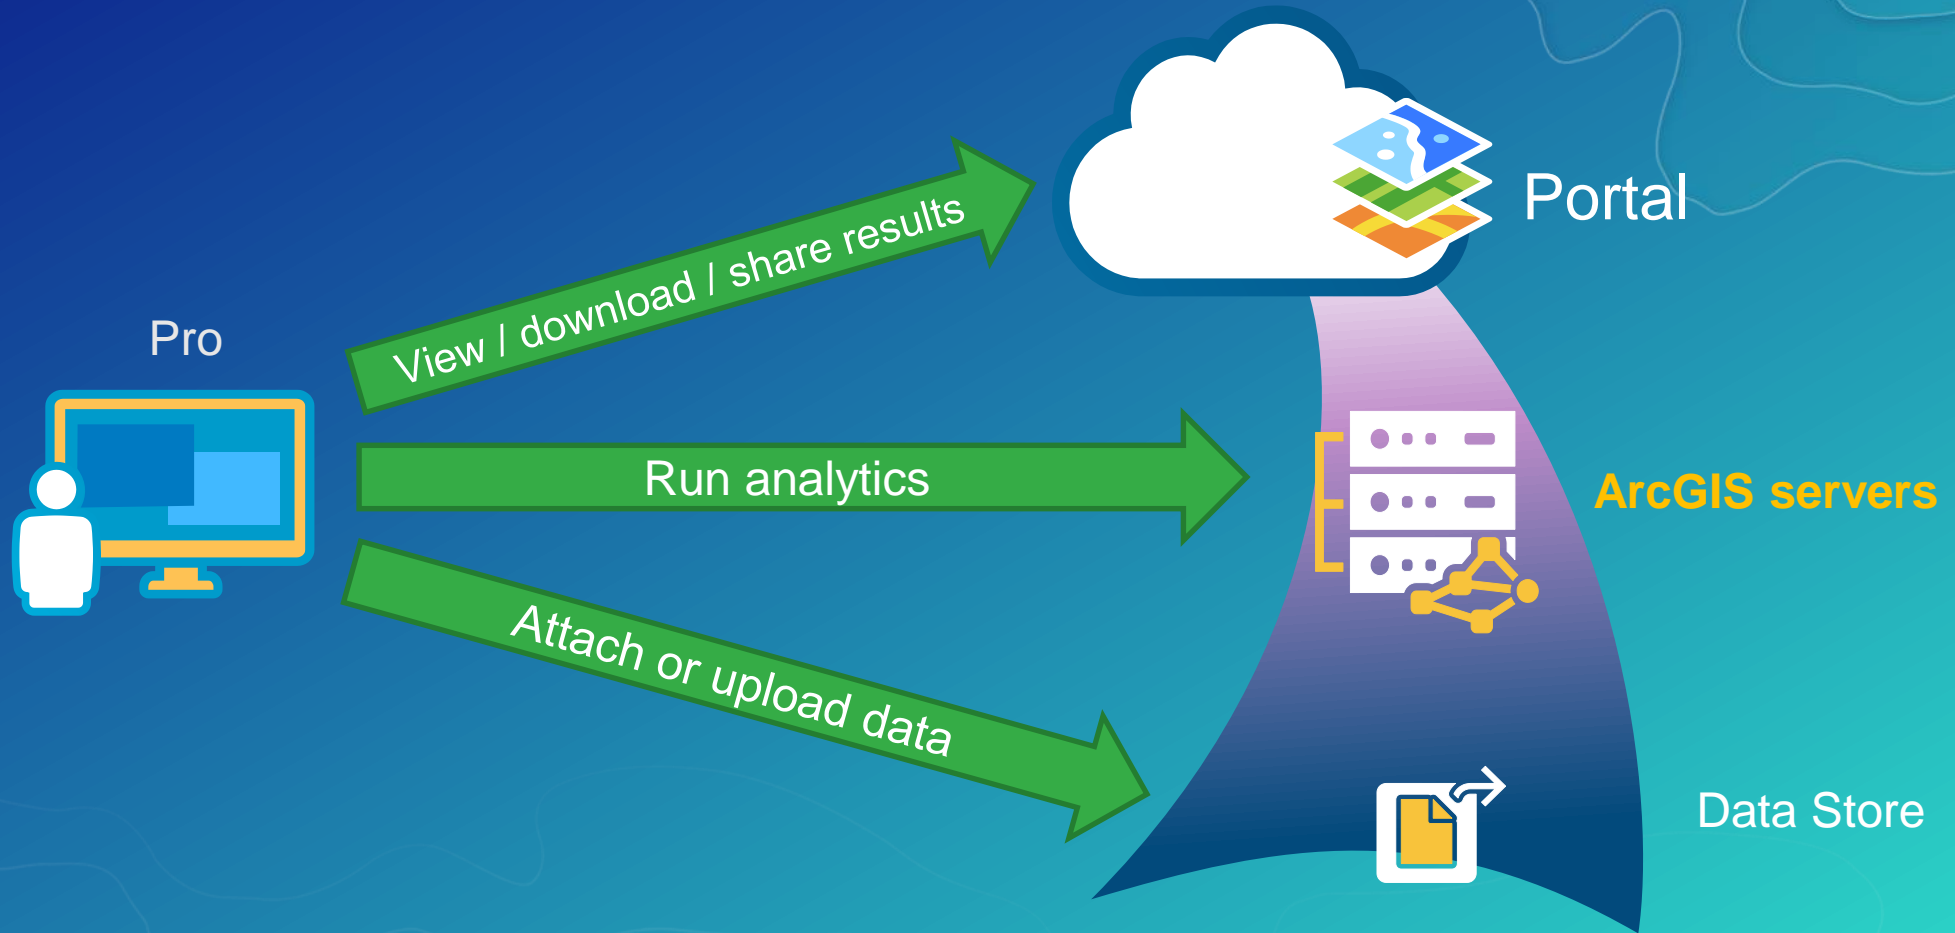 Portal
View / download / share results
Pro
Run analytics
ArcGIS servers
Attach or upload data
Data Store